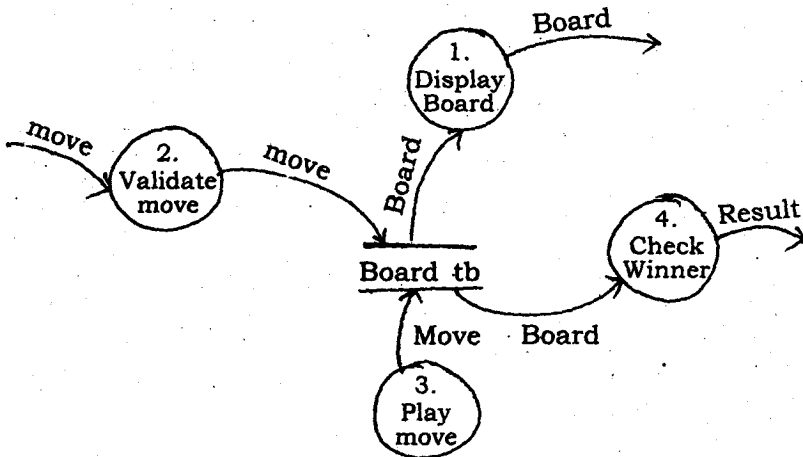 Board
1.
Display
Board
move
2.
Validate
move
move
Board
4.
Check
Winner
Result
Board tb
Move
Board
3.
Play
move